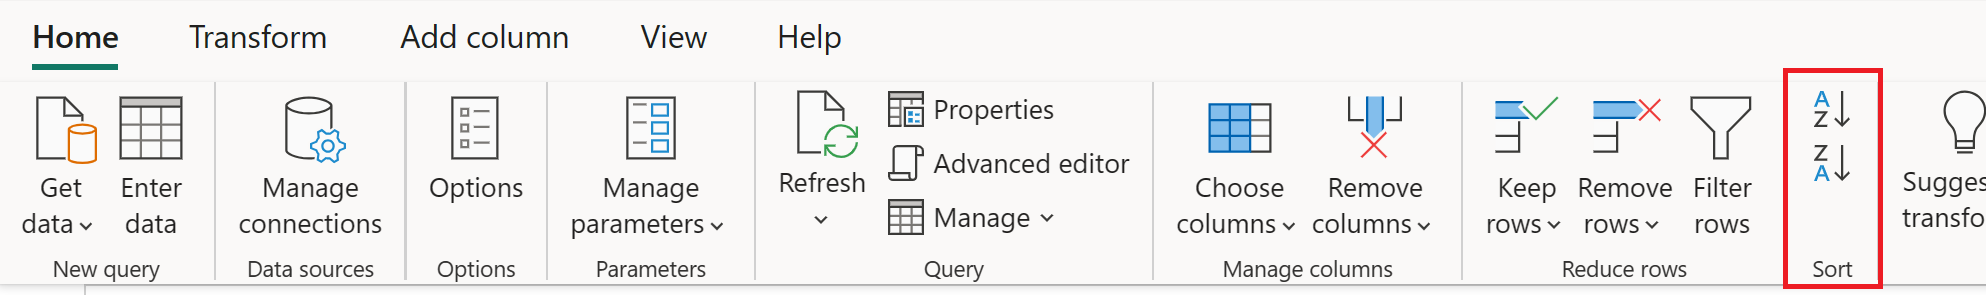 Home Transform Add column View Help
Get data
Enter data
New query
Manage connections
Data sources
Options
Options
Manage parameters
Parameters
Refresh
Properties
Advanced editor
Manage
Query
Choose columns
Remove columns
Manage columns
Keep rows
Remove rows
Filter rows
Reduce rows
A
Z
Z
A
Sort
Sugges
transfo